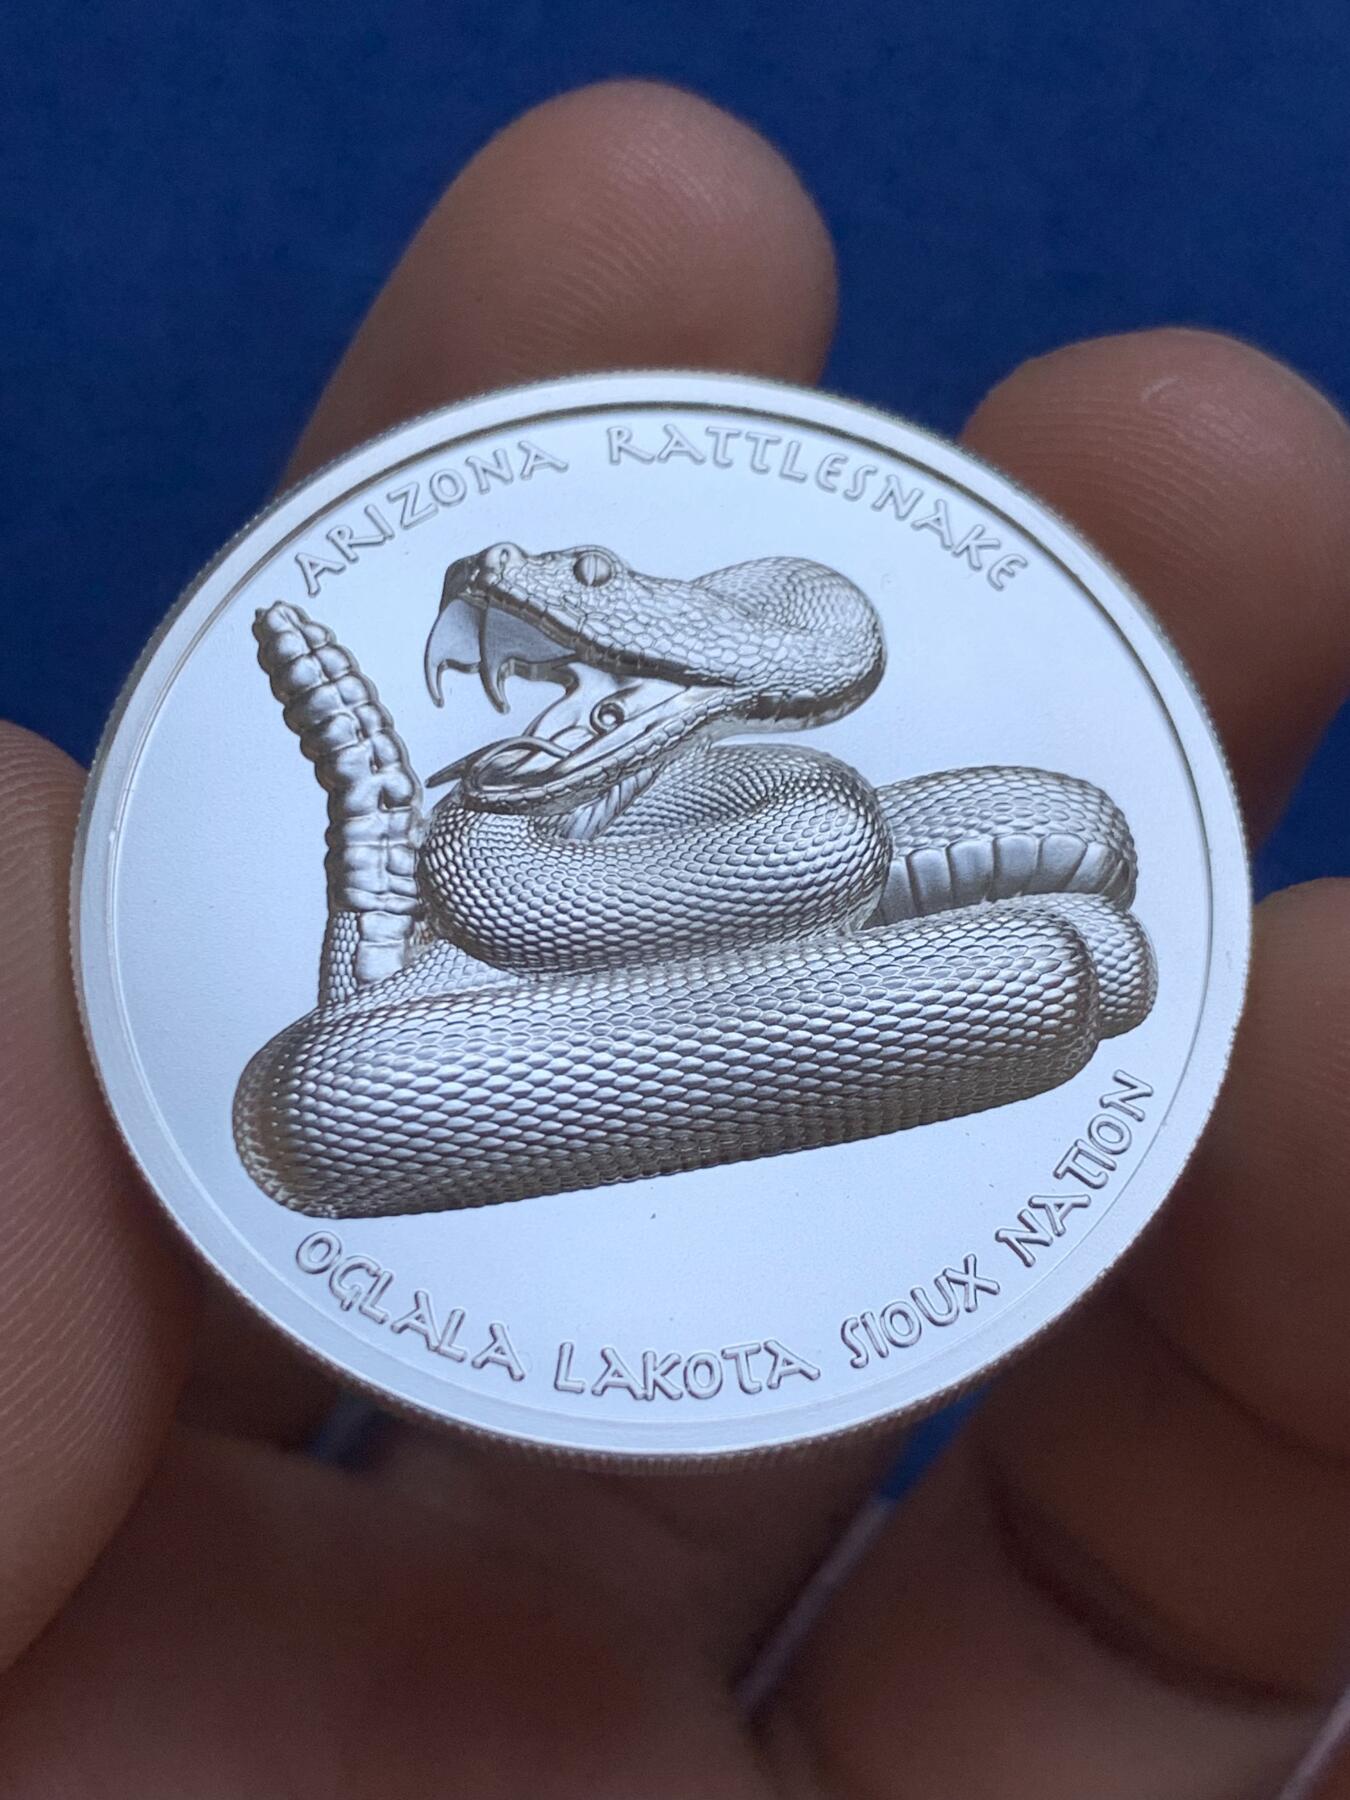 ARIZONA RATTLESNAKE
OGLALA LAKOTA SIOUX NATION